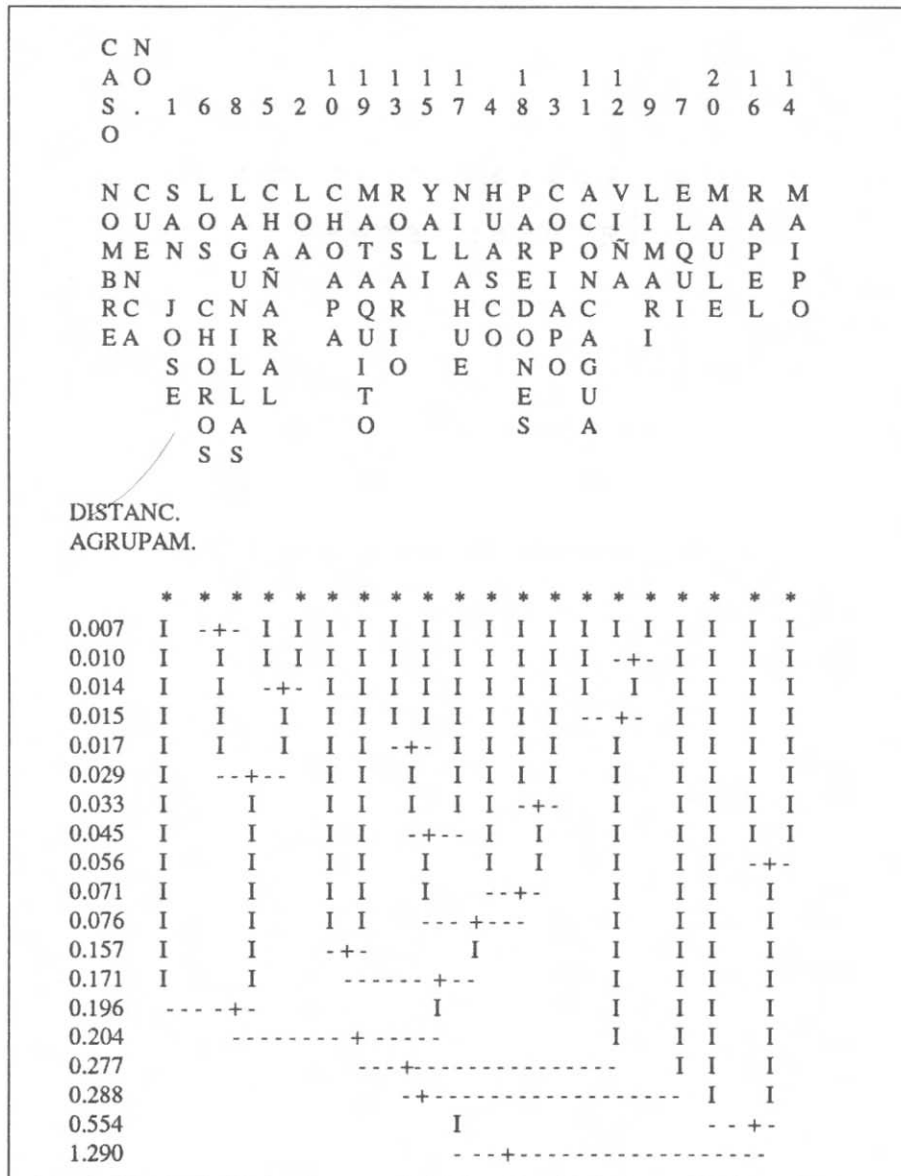 C N
A O 1 1 1 1 1 1 1 1 2 1 1
S . 1 6 8 5 2 0 9 3 5 7 4 8 3 1 2 9 7 0 6 4
O
N C S L L C L C M R Y N H P C A V L E M R M
O U A O A H O H A O A I U A O C I I L A A A
M E N S G A A O T S L L A R P O Ñ M Q U P I
B N U Ñ A A A I A S E I N A A U L E P
R C J C N A P Q R H C D A C R I E L O
E A O H I R A U I U O O P A I
S O L A I O E N O G
E R L L T E U
O A O S A
S S
DISTANC.
AGRUPAM.
* * * * * * * * * * * * * * * * * * * *
0.007 I -+- I I I I I I I I I I I I I I I I I
0.010 I I I I I I I I I I I I I I -+- I I I I
0.014 I I -+- I I I I I I I I I I I I I I
0.015 I I I I I I I I I I I -- +- I I I I
0.017 I I I I I -+- I I I I I I I I I
0.029 I --+-- I I I I I I I I I I I I
0.033 I I I I I I I -+- I I I I I
0.045 I I I I -+-- I I I I I I I
0.056 I I I I I I I I I I -+-
0.071 I I I I I --+- I I I I
0.076 I I I I --- +--- I I I I
0.157 I I -+- I I I I I
0.171 I I ------ +-- I I I I
0.196 ---- -+- I I I I I
0.204 -------- + ----- I I I I
0.277 ---+--------------- I I I
0.288 -+------------------ I I
0.554 I -- +-
1.290 - --+------------------